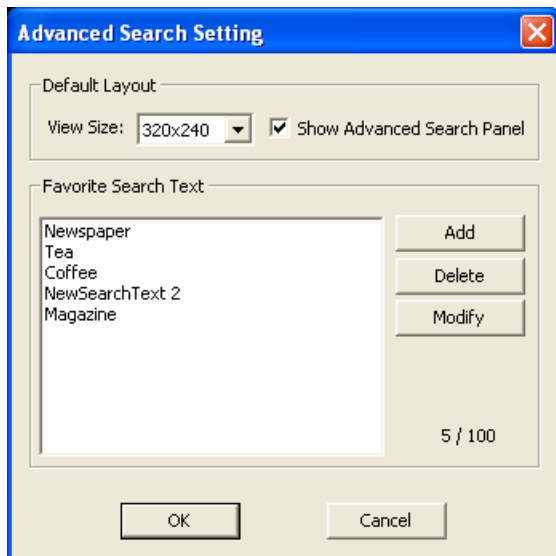 Advanced Search Setting
Default Layout
View Size: 320x240 Show Advanced Search Panel
Favorite Search Text
Newspaper
Tea
Coffee
NewSearchText 2
Magazine
Add
Delete
Modify
5 / 100
OK Cancel